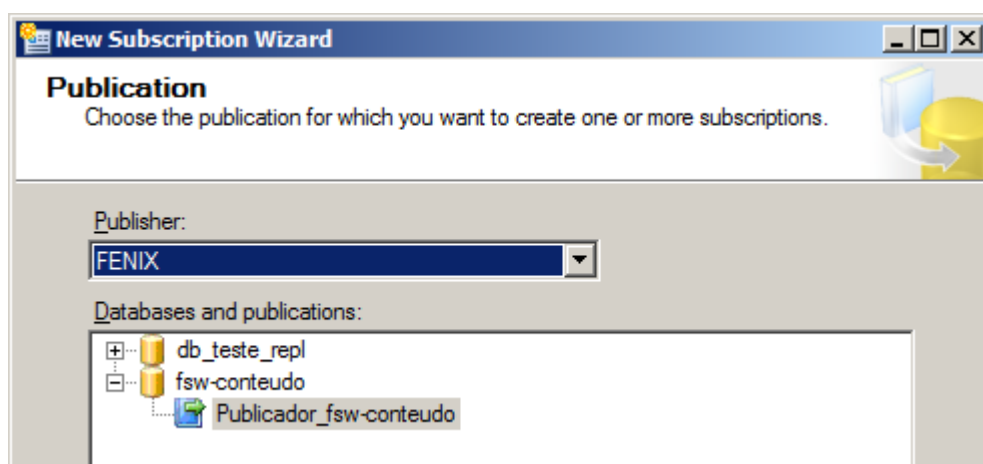 New Subscription Wizard
Publication
Choose the publication for which you want to create one or more subscriptions.
Publisher:
FENIX
Databases and publications:
db_teste_repl
fsw-conteudo
Publicador_fsw-conteudo